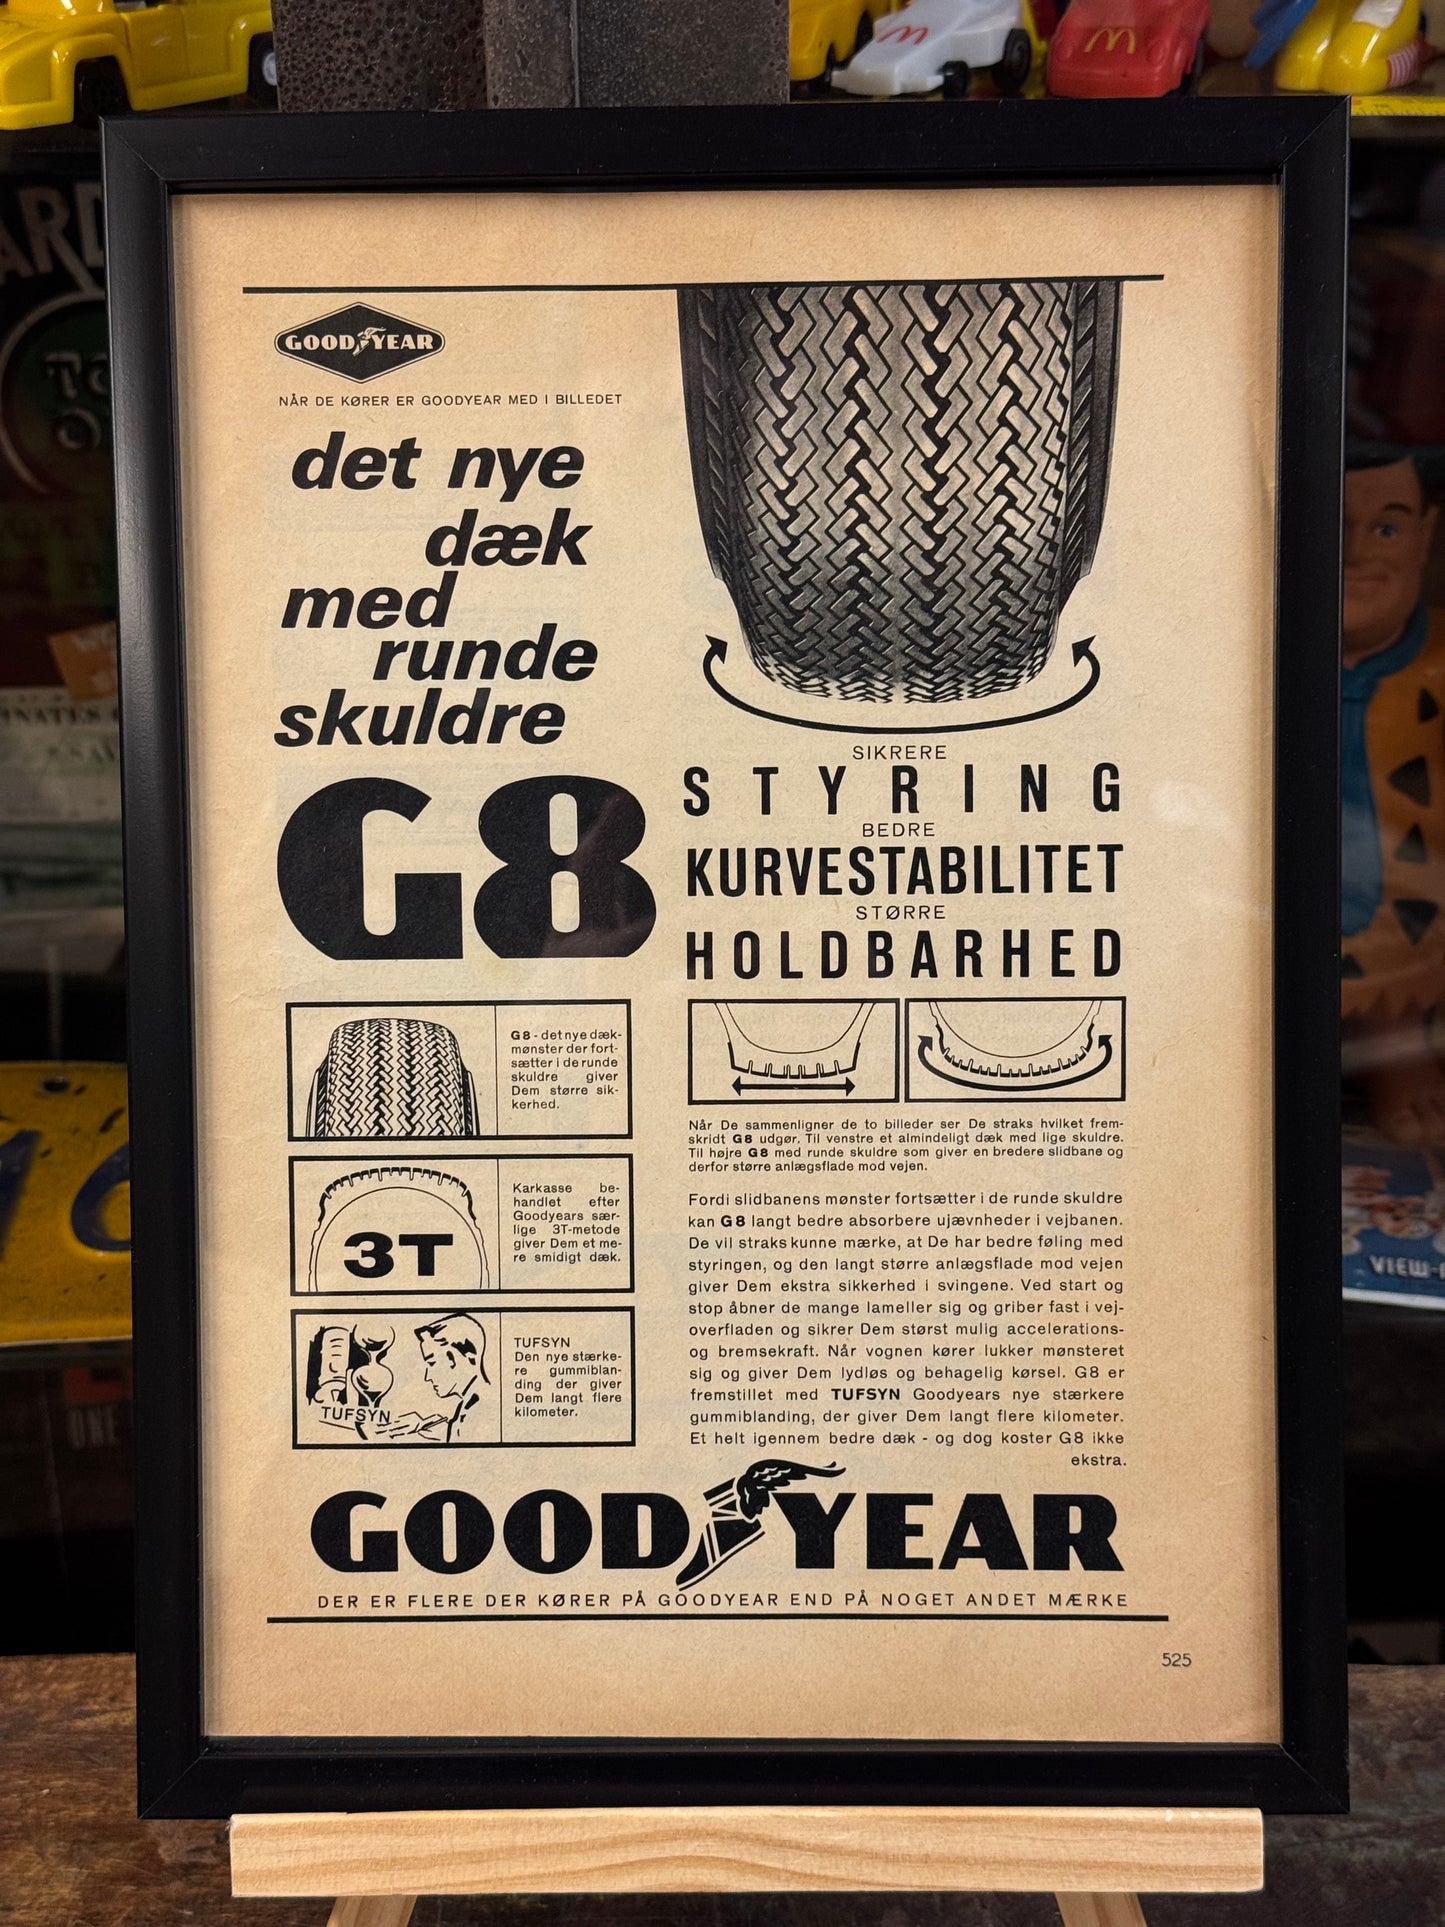 GOODYEAR
NÅR DE KØRER ER GOODYEAR MED I BILLEDET
det nye
dæk
med
runde
skuldre
G8
SIKRERE
STYRING
BEDRE
KURVESTABILITET
STØRRE
HOLDBARHED
G8 - det nye dæk-
mønster der fort-
sætter i de runde
skuldre giver
Dem større sik-
kerhed.
3T
Karkasse be-
handlet efter
Goodyears sær-
lige 3T-metode
giver Dem et me-
re smidigt dæk.
TUFSYN
TUFSYN
Den nye stærke-
re gummiblan-
ding der giver
Dem langt flere
kilometer.
Når De sammenligner de to billeder ser De straks hvilket frem-
skridt G8 udgør. Til venstre et almindeligt dæk med lige skuldre.
Til højre G8 med runde skuldre som giver en bredere slidbane og
derfor større anlægsflade mod vejen.
Fordi slidbanens mønster fortsætter i de runde skuldre
kan G8 langt bedre absorbere ujævnheder i vejbanen.
De vil straks kunne mærke, at De har bedre føling med
styringen, og den langt større anlægsflade mod vejen
giver Dem ekstra sikkerhed i svingene. Ved start og
stop åbner de mange lameller sig og griber fast i vej-
overfladen og sikrer Dem størst mulig accelerations-
og bremsekraft. Når vognen kører lukker mønsteret
sig og giver Dem lydløs og behagelig kørsel. G8 er
fremstillet med TUFSYN Goodyears nye stærkere
gummiblanding, der giver Dem langt flere kilometer.
Et helt igennem bedre dæk - og dog koster G8 ikke
ekstra.
GOODYEAR
DER ER FLERE DER KØRER PÅ GOODYEAR END PÅ NOGET ANDET MÆRKE
525